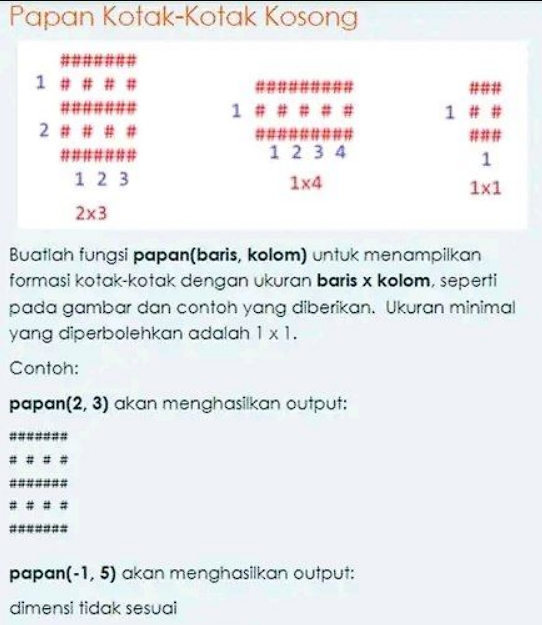 Papan Kotak-Kotak Kosong
#######
1 # # # #
#######
2 # # # #
#######
1 2 3
2x3
#########
1 # # # # #
#########
1 2 3 4
1x4
###
1 # #
###
1
1x1
Buatlah fungsi papan(baris, kolom) untuk menampilkan
formasi kotak-kotak dengan ukuran baris x kolom, seperti
pada gambar dan contoh yang diberikan. Ukuran minimal
yang diperbolehkan adalah 1 x 1.
Contoh:
papan(2, 3) akan menghasilkan output:
#######
# # # #
#######
# # # #
#######
papan(-1, 5) akan menghasilkan output:
dimensi tidak sesuai